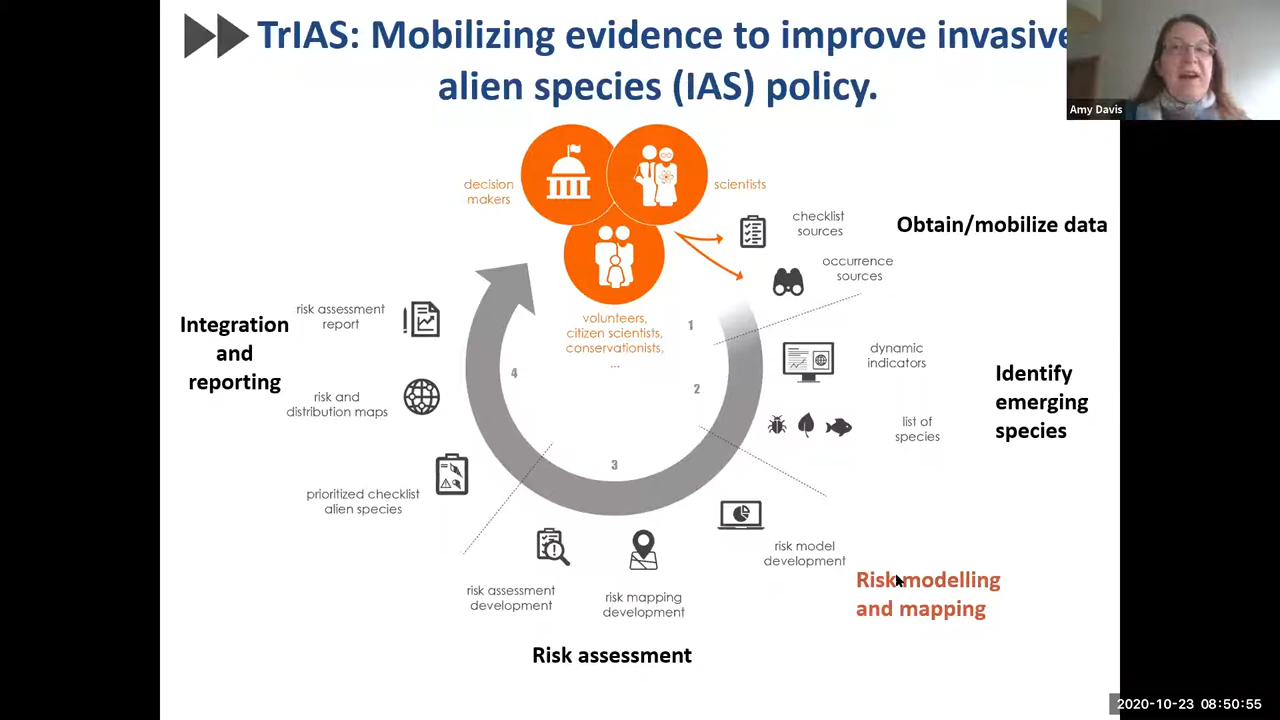 TrIAS: Mobilizing evidence to improve invasive
alien species (IAS) policy.
Amy Davis
decision
makers
scientists
volunteers,
citizen scientists,
conservationists,
...
checklist
sources
Obtain/mobilize data
occurrence
sources
1
dynamic
indicators
2
list of
species
Identify
emerging
species
risk model
development
Risk modelling
and mapping
3
risk mapping
development
risk assessment
development
Risk assessment
4
prioritized checklist
alien species
risk and
distribution maps
risk assessment
report
Integration
and
reporting
2020-10-23 08:50:55